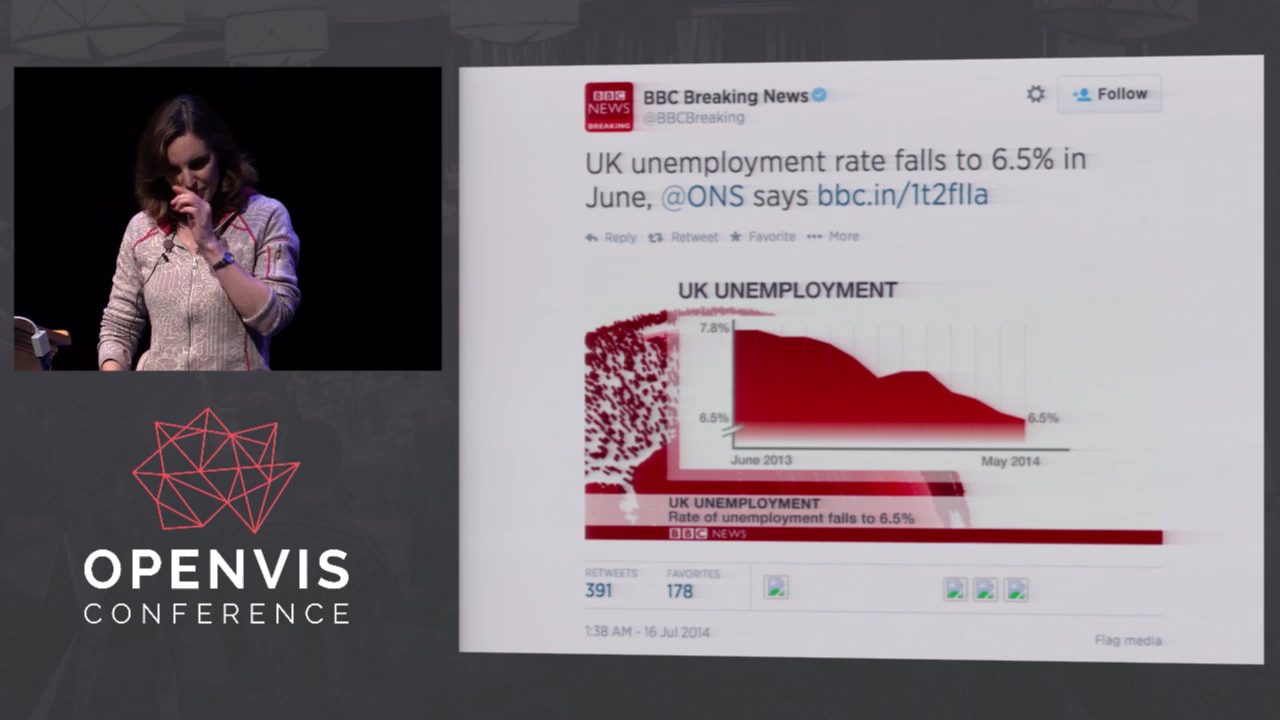 BBC
NEWS
BREAKING
BBC Breaking News
@BBCBreaking
Follow
UK unemployment rate falls to 6.5% in
June, @ONS says bbc.in/1t2fIla
Reply Retweet Favorite More
UK UNEMPLOYMENT
7.8%
6.5%
6.5%
June 2013
May 2014
UK UNEMPLOYMENT
Rate of unemployment falls to 6.5%
BBC NEWS
RETWEETS
391
FAVORITES
178
1:38 AM - 16 Jul 2014
Flag media
OPENVIS
CONFERENCE